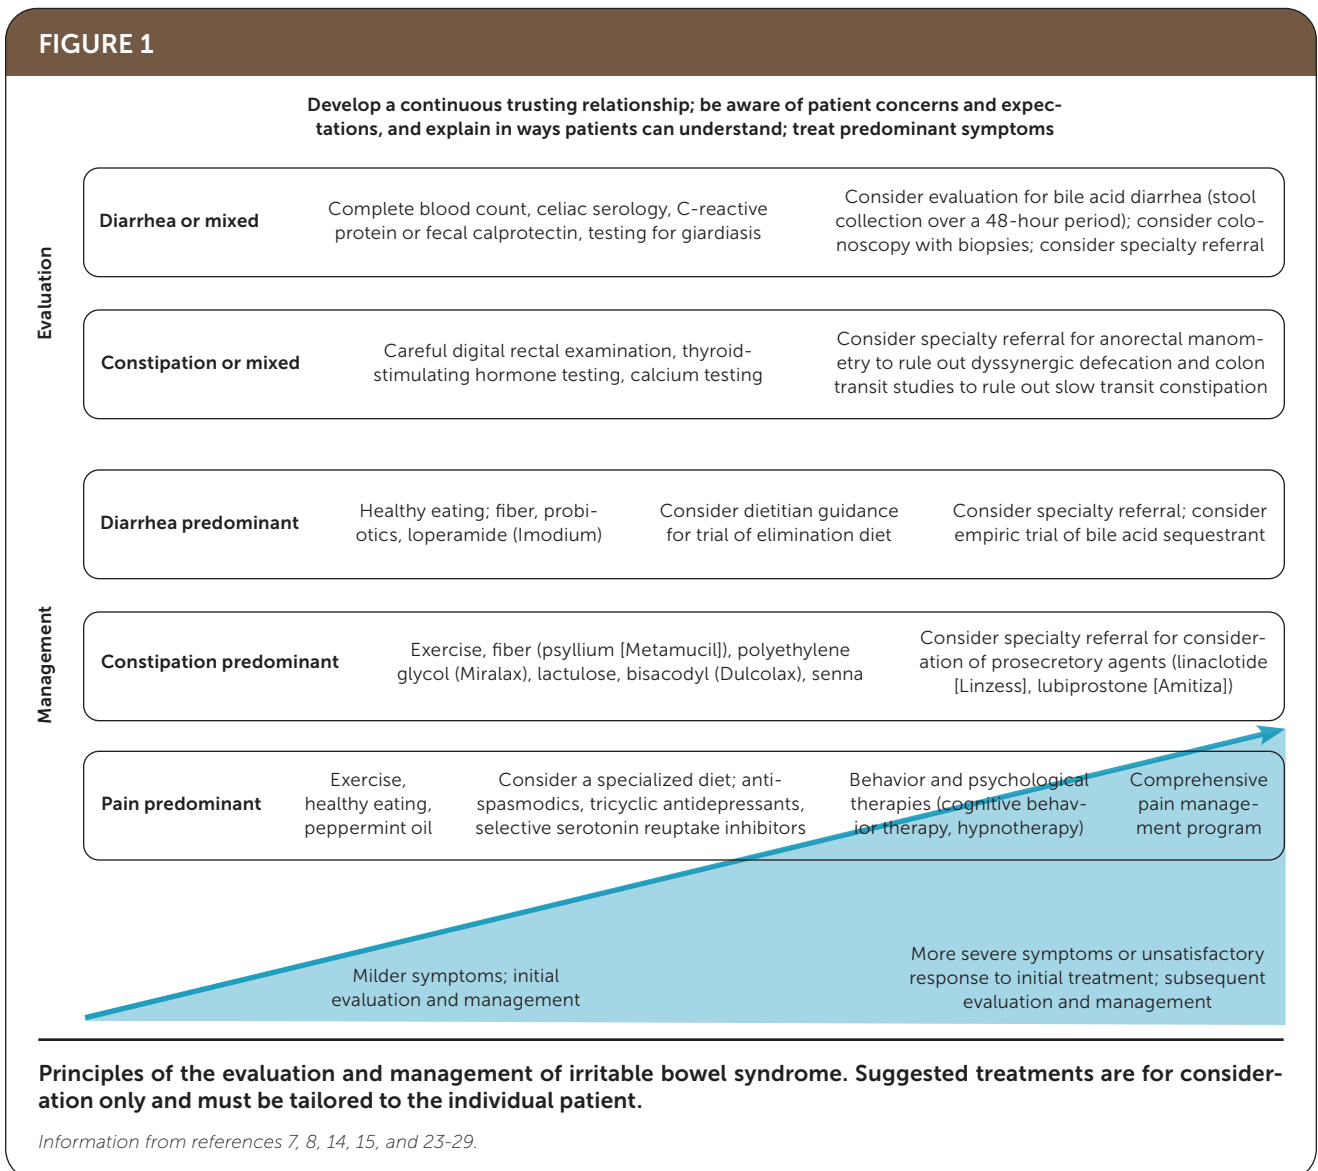 FIGURE 1
Develop a continuous trusting relationship; be aware of patient concerns and expec-
tations, and explain in ways patients can understand; treat predominant symptoms
Evaluation
Diarrhea or mixed
Complete blood count, celiac serology, C-reactive
protein or fecal calprotectin, testing for giardiasis
Consider evaluation for bile acid diarrhea (stool
collection over a 48-hour period); consider colo-
noscopy with biopsies; consider specialty referral
Constipation or mixed
Careful digital rectal examination, thyroid-
stimulating hormone testing, calcium testing
Consider specialty referral for anorectal manom-
etry to rule out dyssynergic defecation and colon
transit studies to rule out slow transit constipation
Management
Diarrhea predominant
Healthy eating; fiber, probi-
otics, loperamide (Imodium)
Consider dietitian guidance
for trial of elimination diet
Consider specialty referral; consider
empiric trial of bile acid sequestrant
Constipation predominant
Exercise, fiber (psyllium [Metamucil]), polyethylene
glycol (Miralax), lactulose, bisacodyl (Dulcolax), senna
Consider specialty referral for consider-
ation of prosecretory agents (linaclotide
[Linzess], lubiprostone [Amitiza])
Pain predominant
Exercise,
healthy eating,
peppermint oil
Consider a specialized diet; anti-
spasmodics, tricyclic antidepressants,
selective serotonin reuptake inhibitors
Behavior and psychological
therapies (cognitive behav-
ior therapy, hypnotherapy)
Comprehensive
pain manage-
ment program
Milder symptoms; initial
evaluation and management
More severe symptoms or unsatisfactory
response to initial treatment; subsequent
evaluation and management
Principles of the evaluation and management of irritable bowel syndrome. Suggested treatments are for consider-
ation only and must be tailored to the individual patient.
Information from references 7, 8, 14, 15, and 23-29.